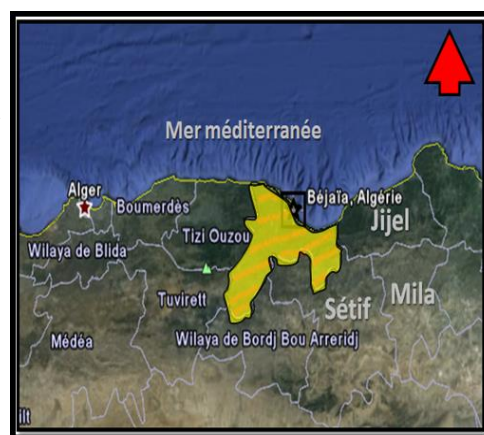 Mer méditerranée
Alger
Béjaïa, Algérie
Boumerdès
Jijel
Tizi Ouzou
Wilaya de Blida
Mila
Tuvirett
Sétif
Wilaya de Bordj Bou Arreridj
Médéa
ilt